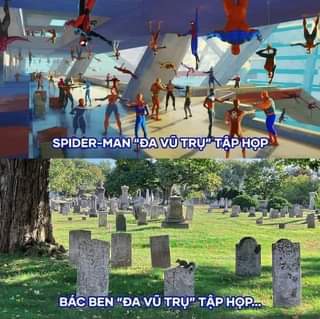 SPIDER-MAN "ĐA VŨ TRỤ" TẬP HỢP
BÁC BEN "ĐA VŨ TRỤ" TẬP HỢP...